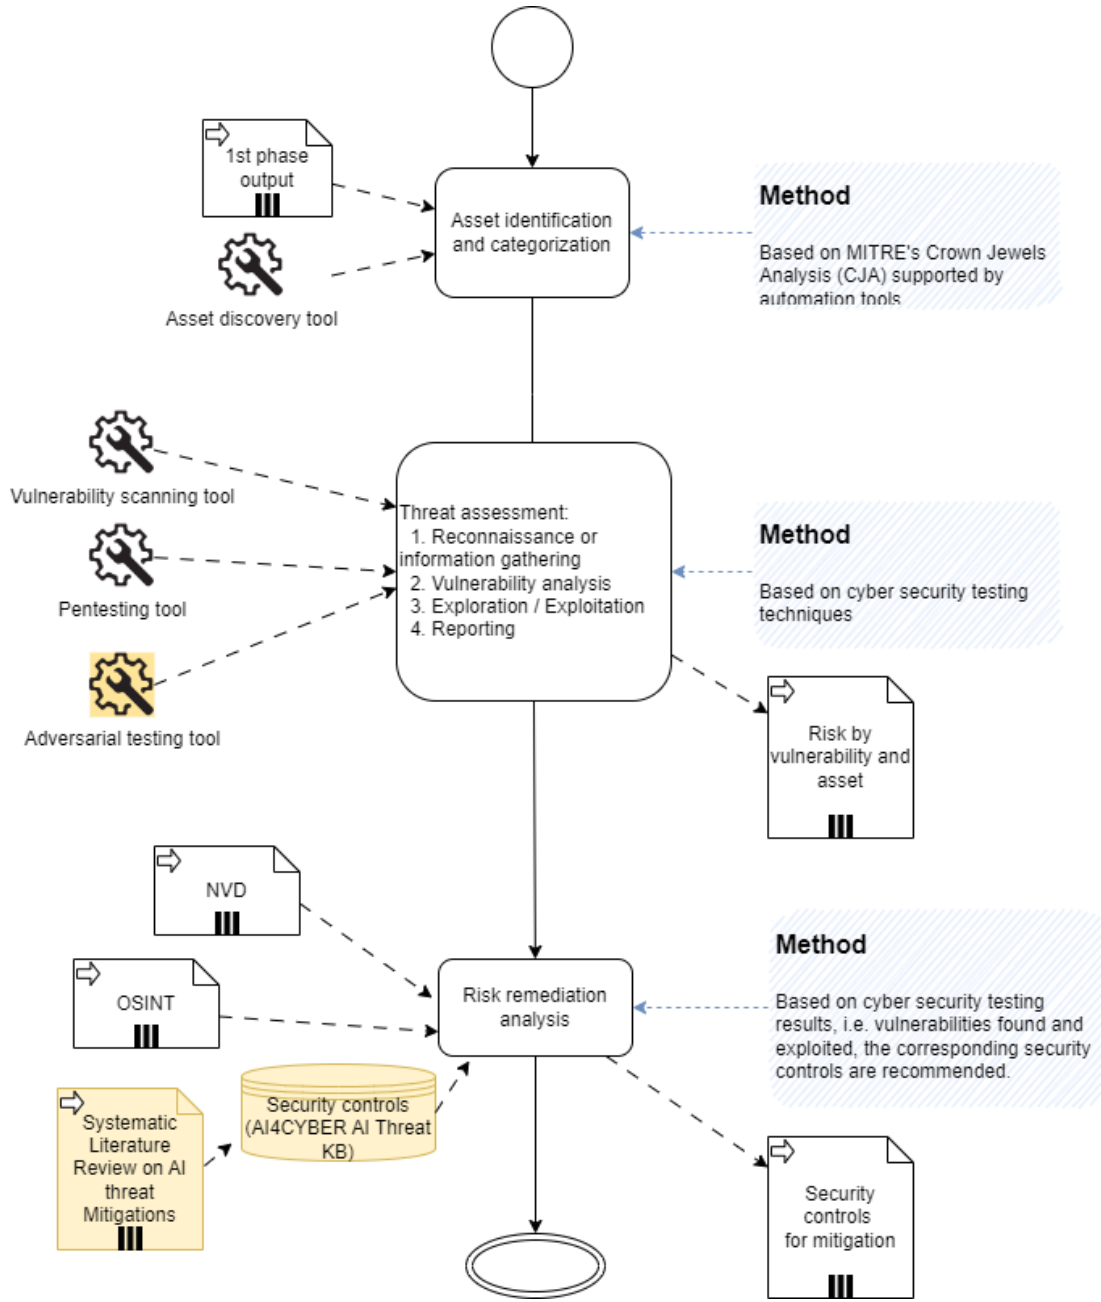 1st phase
output
Asset discovery tool
Asset identification
and categorization
Method
Based on MITRE's Crown Jewels
Analysis (CJA) supported by
automation tools
Vulnerability scanning tool
Pentesting tool
Adversarial testing tool
Threat assessment:
1. Reconnaissance or
information gathering
2. Vulnerability analysis
3. Exploration / Exploitation
4. Reporting
Method
Based on cyber security testing
techniques
Risk by
vulnerability and
asset
NVD
OSINT
Systematic
Literature
Review on AI
threat
Mitigations
Security controls
(AI4CYBER AI Threat
KB)
Risk remediation
analysis
Method
Based on cyber security testing
results, i.e. vulnerabilities found and
exploited, the corresponding security
controls are recommended.
Security
controls
for mitigation